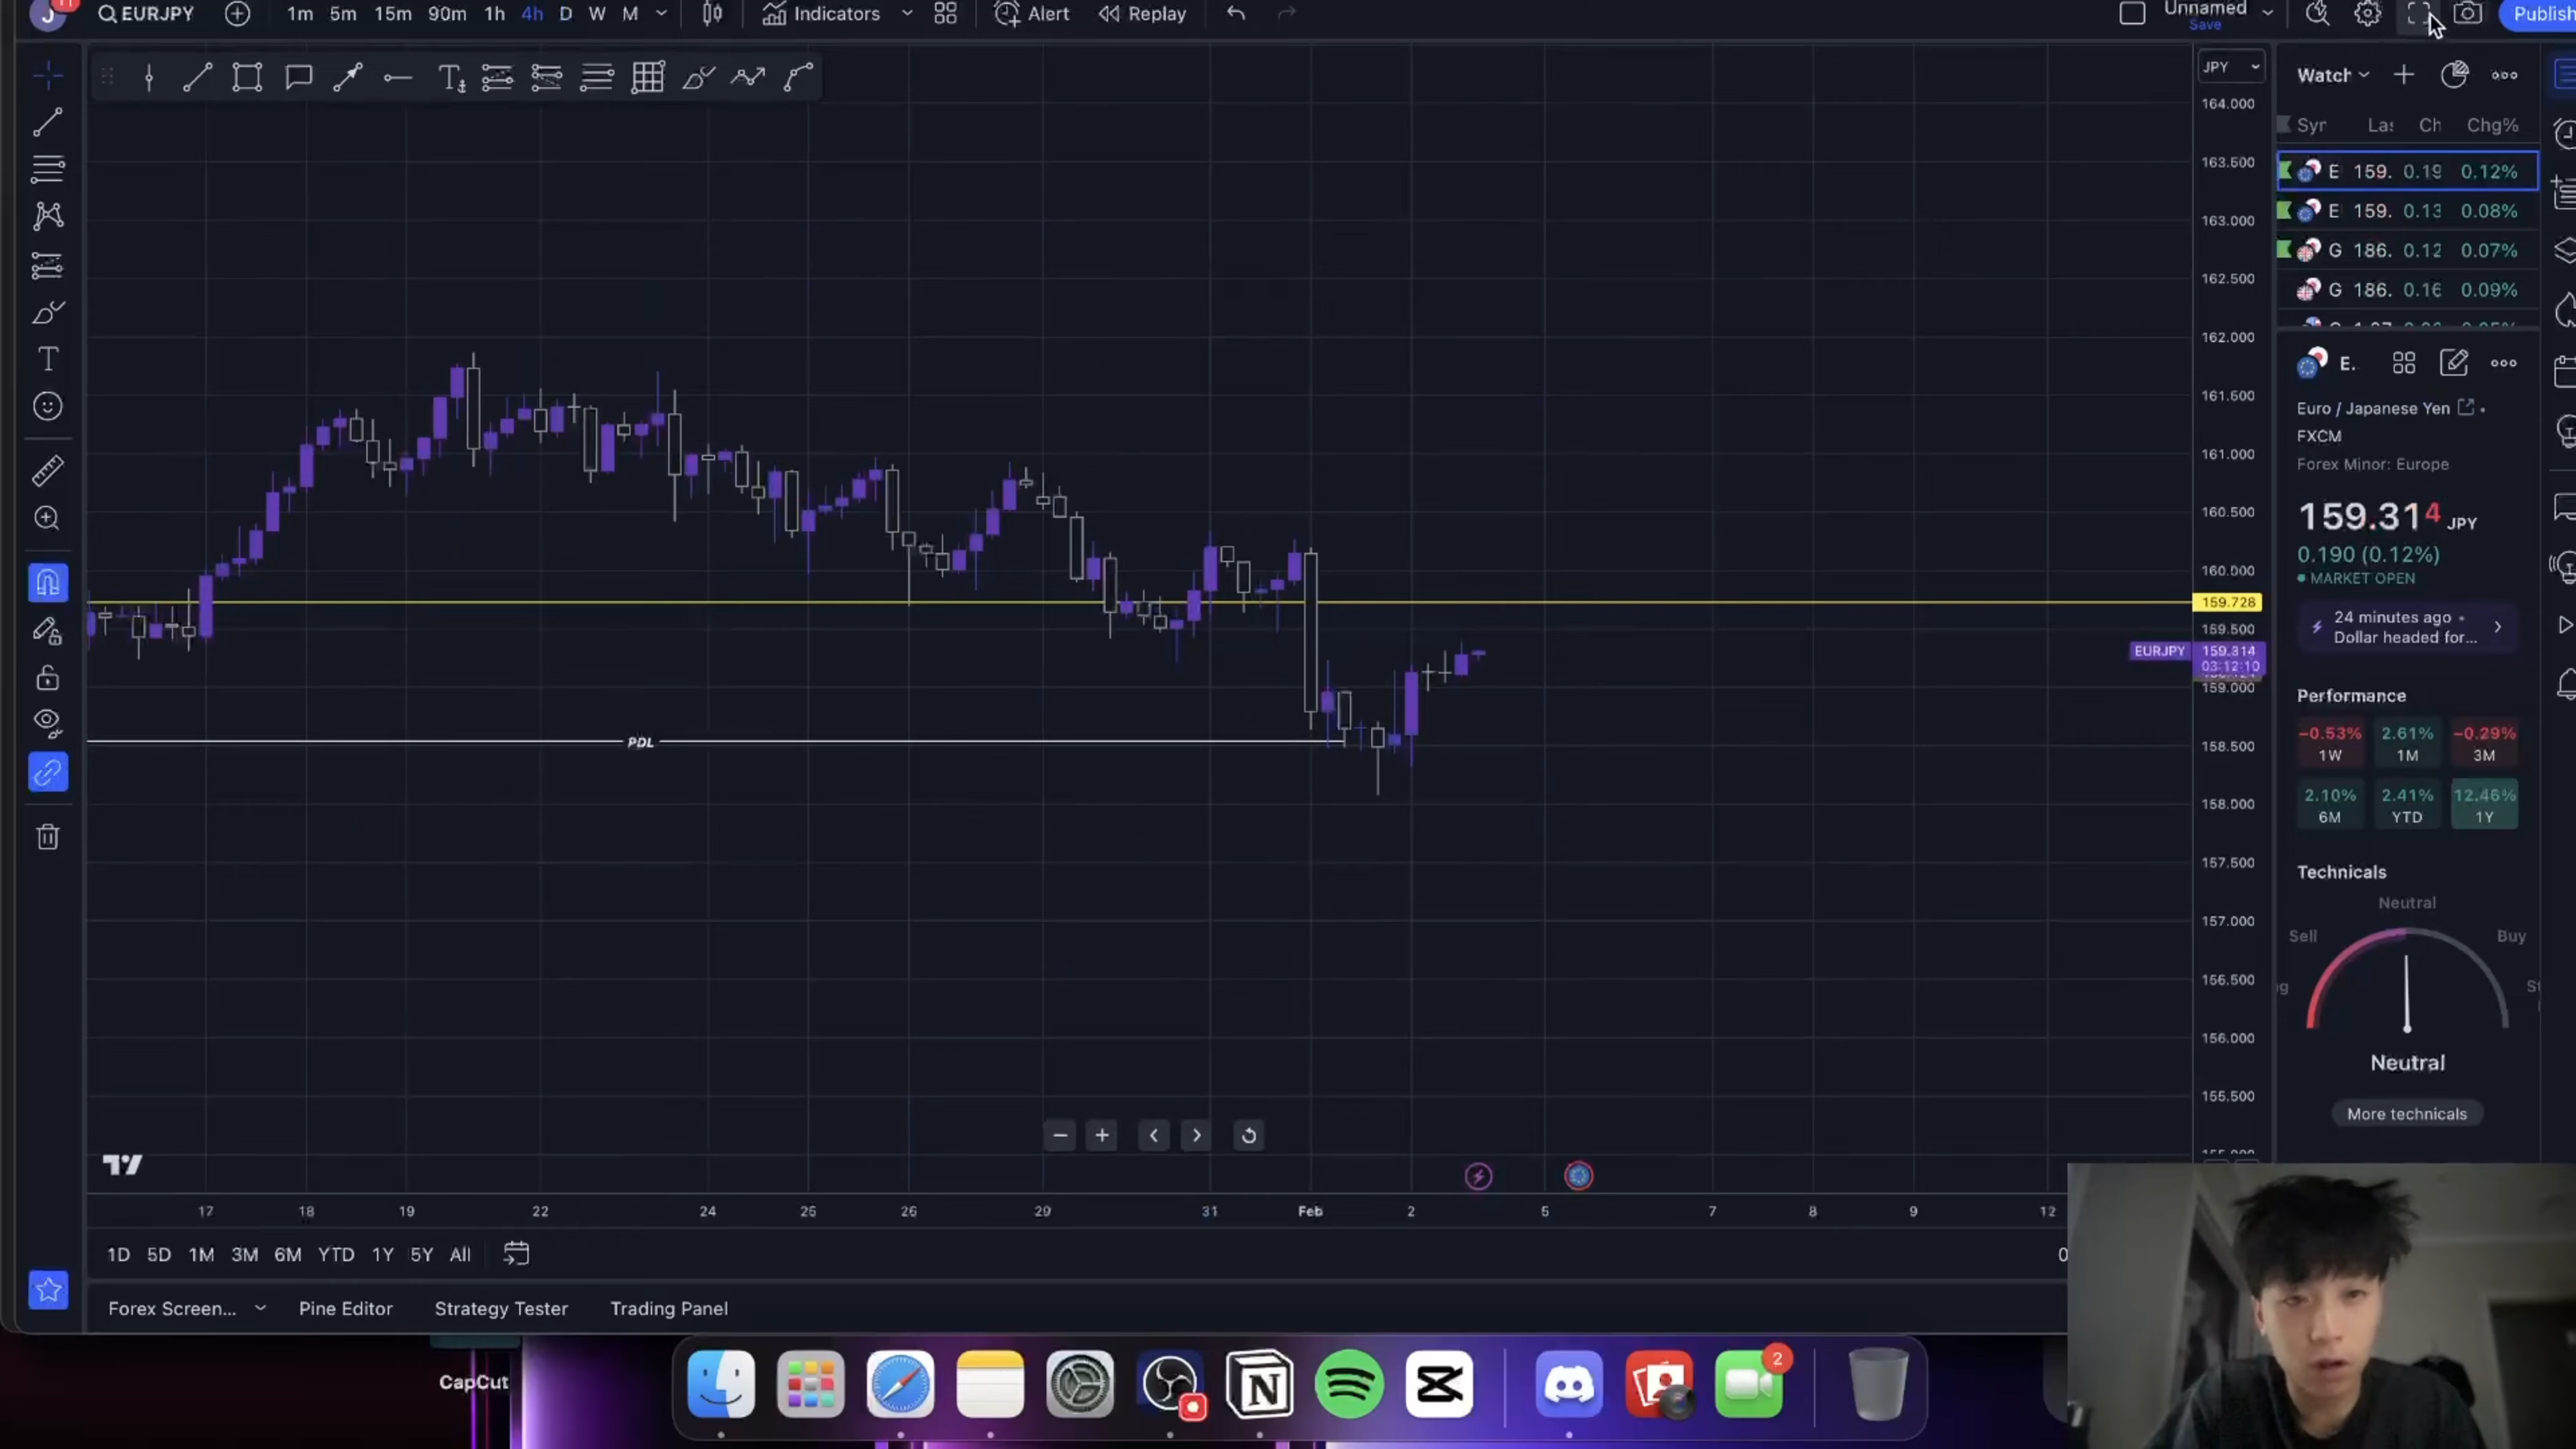 J 11 EURJPY 1m 5m 15m 90m 1h 4h D W M Indicators Alert Replay Unnamed Save Publish
JPY
Watch
164.000
Syr Las Ch Chg%
163.500
E 159. 0.19 0.12%
E 159. 0.13 0.08%
163.000
G 186. 0.12 0.07%
162.500
G 186. 0.16 0.09%
162.000
E.
161.600
Euro / Japanese Yen
FXCM
161.000
Forex Minor: Europe
160.500
159.314 JPY
0.190 (0.12%)
160.000
MARKET OPEN
159.728
159.500
24 minutes ago
Dollar headed for...
EURJPY 159.314
03:12:10
159.000
Performance
PDL
158.500
−0.53% 2.61% −0.29%
1W 1M 3M
158.000
2.10% 2.41% 12.46%
6M YTD 1Y
157.500
Technicals
Neutral
157.000
Sell Buy
156.500
156.000
Neutral
155.500
More technicals
17 18 19 22 24 25 26 29 31 Feb 2 5 7 8 9 12
1D 5D 1M 3M 6M YTD 1Y 5Y All
Forex Screen... Pine Editor Strategy Tester Trading Panel
CapCut
2